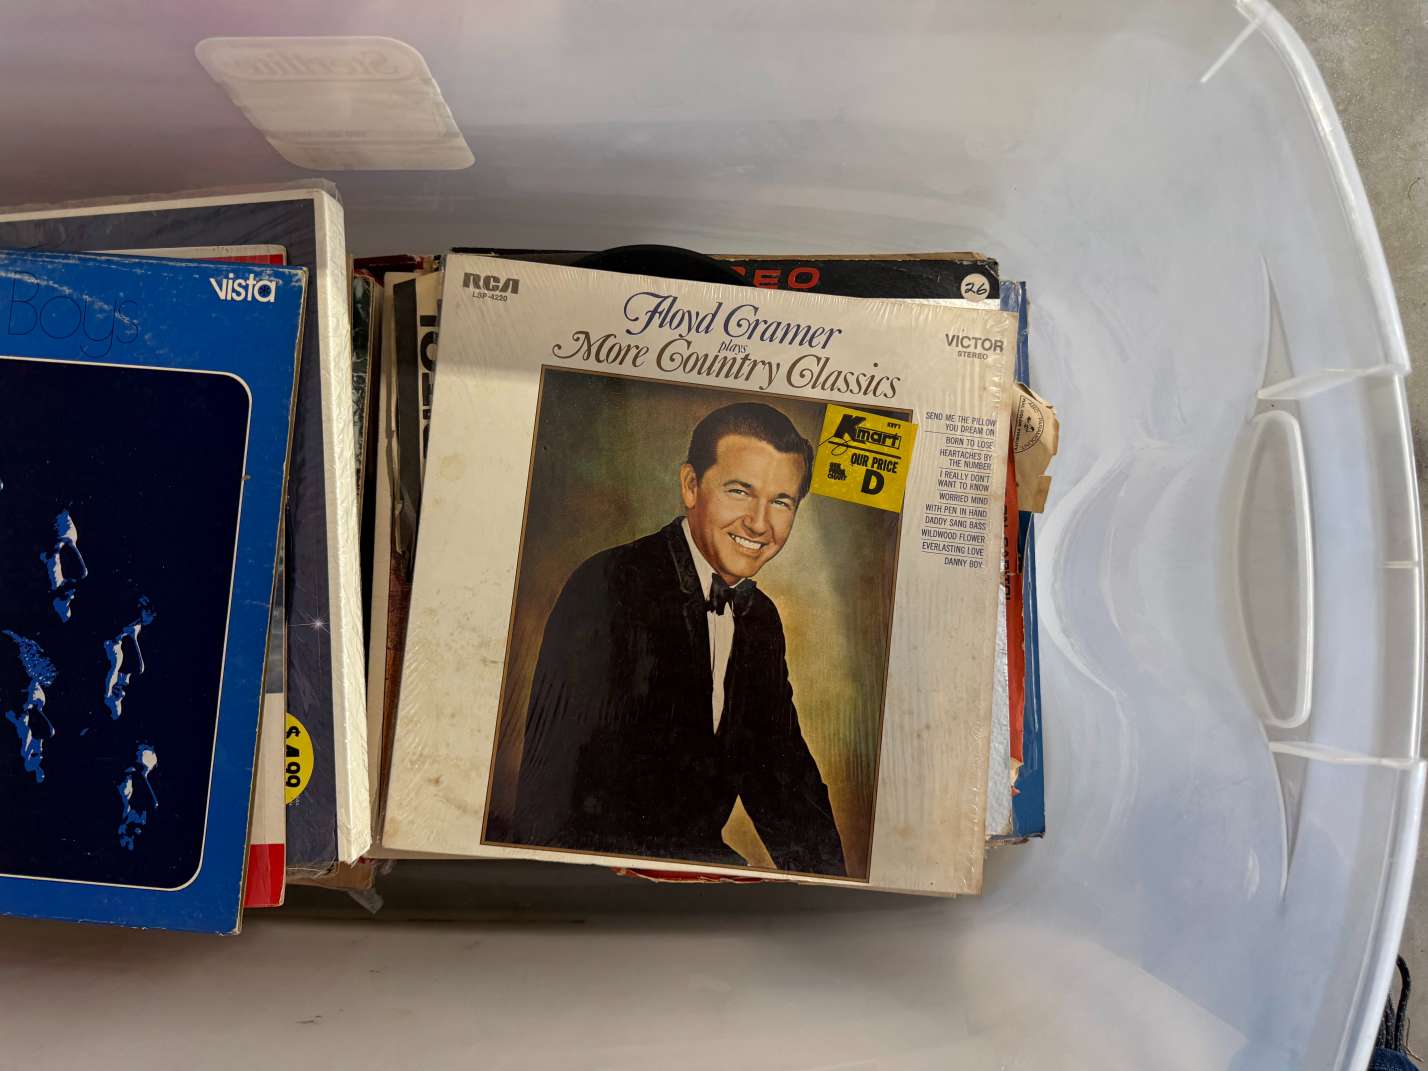 Sterilite
Boys
vista
EO
26
RCA
LSP-4220
Floyd Cramer
plays
More Country Classics
VICTOR
STEREO
SEND ME THE PILLOW
YOU DREAM ON
BORN TO LOSE
HEARTACHES BY
THE NUMBER
I REALLY DON'T
WANT TO KNOW
WORRIED MIND
WITH PEN IN HAND
DADDY SANG BASS
WILDWOOD FLOWER
EVERLASTING LOVE
DANNY BOY
Kmart
OUR PRICE
D
$4.99